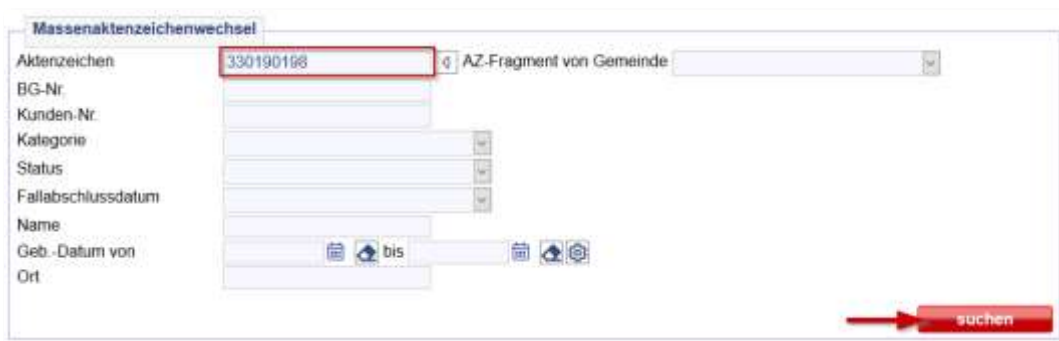 Massenaktenzeichenwechsel
Aktenzeichen 330190198 AZ-Fragment von Gemeinde
BG-Nr.
Kunden-Nr.
Kategorie
Status
Fallabschlussdatum
Name
Geb.-Datum von bis
Ort
suchen